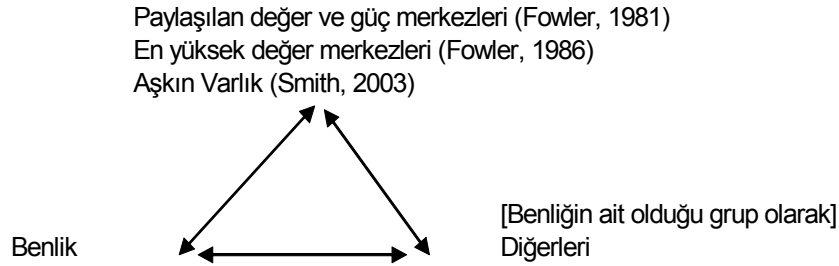 Paylaşılan değer ve güç merkezleri (Fowler, 1981)
En yüksek değer merkezleri (Fowler, 1986)
Aşkın Varlık (Smith, 2003)
[Benliğin ait olduğu grup olarak]
Benlik
Diğerleri